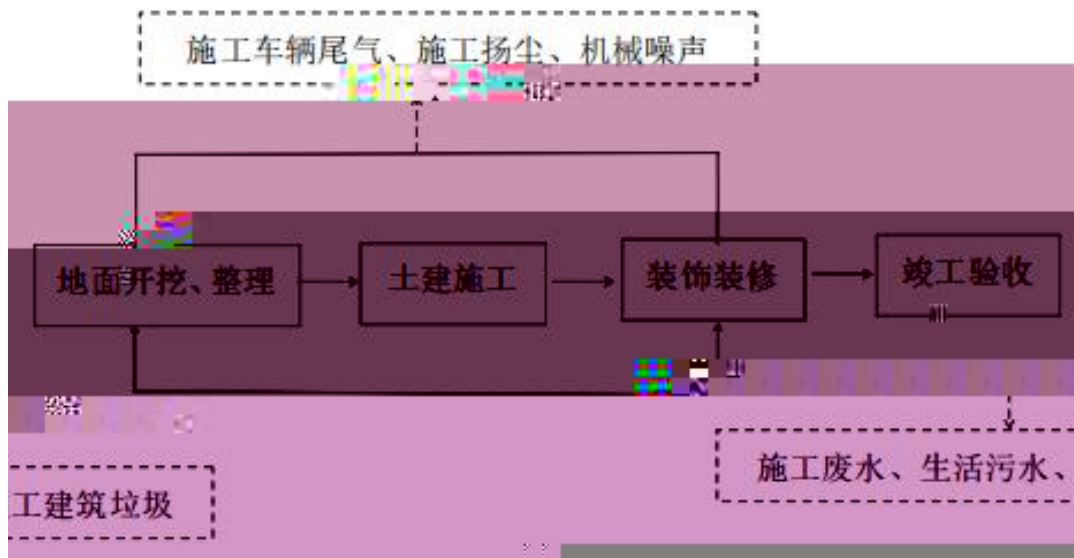 施工车辆尾气、施工扬尘、机械噪声
地面开挖、整理
土建施工
装饰装修
竣工验收
施工废水、生活污水、
工建筑垃圾